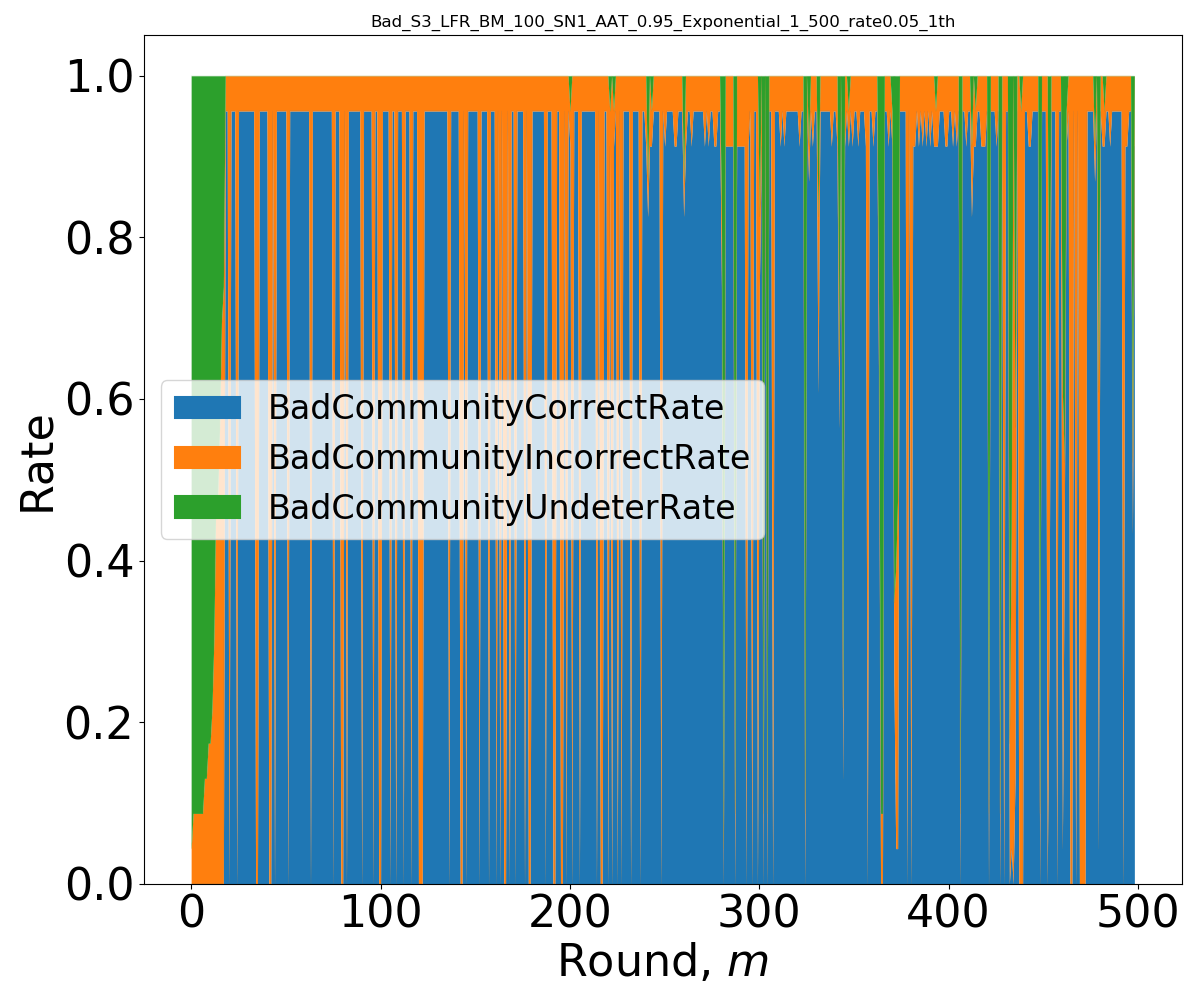 Bad_S3_LFR_BM_100_SN1_AAT_0.95_Exponential_1_500_rate0.05_1th
1.0
0.8
0.6
0.4
0.2
0.0
Rate
BadCommunityCorrectRate
BadCommunityIncorrectRate
BadCommunityUndeterRate
0 100 200 300 400 500
Round, m